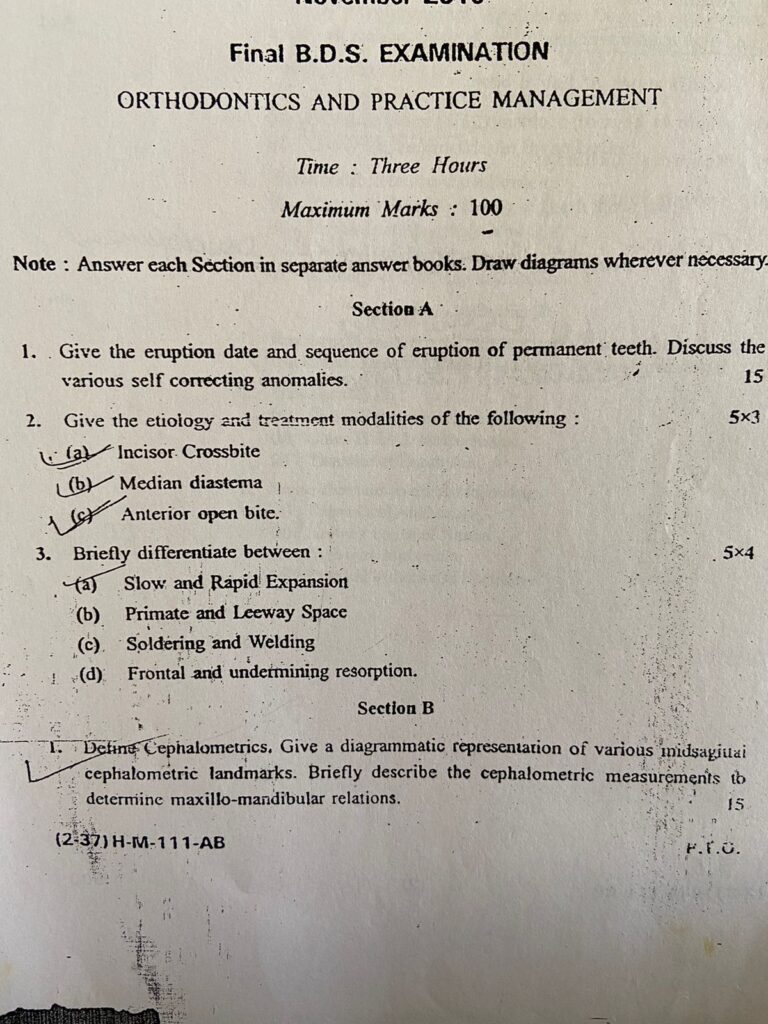 Final B.D.S. EXAMINATION
ORTHODONTICS AND PRACTICE MANAGEMENT
Time : Three Hours
Maximum Marks : 100
Note : Answer each Section in separate answer books. Draw diagrams wherever necessary.
Section A
1. Give the eruption date and sequence of eruption of permanent teeth. Discuss the
various self correcting anomalies. 15
2. Give the etiology and treatment modalities of the following : 5×3
(a) Incisor Crossbite
(b) Median diastema
(c) Anterior open bite.
3. Briefly differentiate between : 5×4
(a) Slow and Rapid Expansion
(b) Primate and Leeway Space
(c) Soldering and Welding
(d) Frontal and undermining resorption.
Section B
1. Define Cephalometrics. Give a diagrammatic representation of various midsagittal
cephalometric landmarks. Briefly describe the cephalometric measurements to
determine maxillo-mandibular relations. 15
(2-37) H-M-111-AB P.T.O.